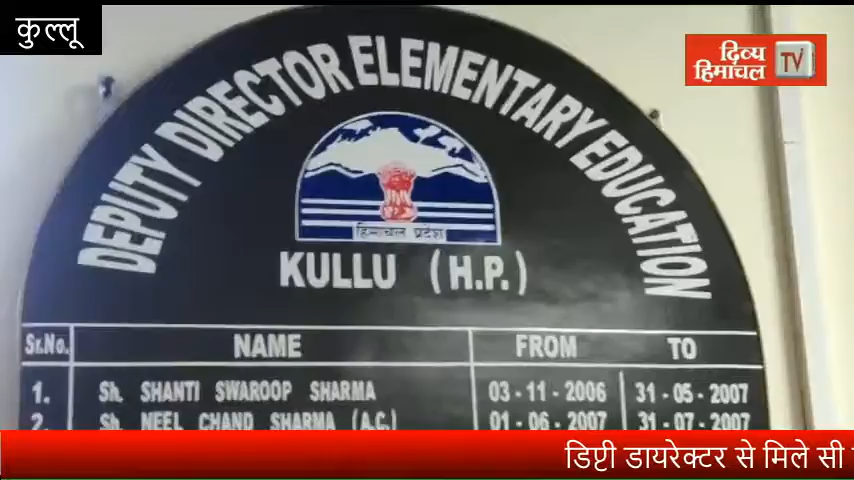 कुल्लू
दिव्य
हिमाचल TV
DEPUTY DIRECTOR ELEMENTARY EDUCATION
हिमाचल प्रदेश
KULLU (H.P.)
Sr.No. NAME FROM TO
1. Sh. SHANTI SWAROOP SHARMA 03-11-2006 31-05-2007
2. Sh. NEEL CHAND SHARMA (A.C.) 01-06-2007 31-07-2007
डिप्टी डायरेक्टर से मिले सी